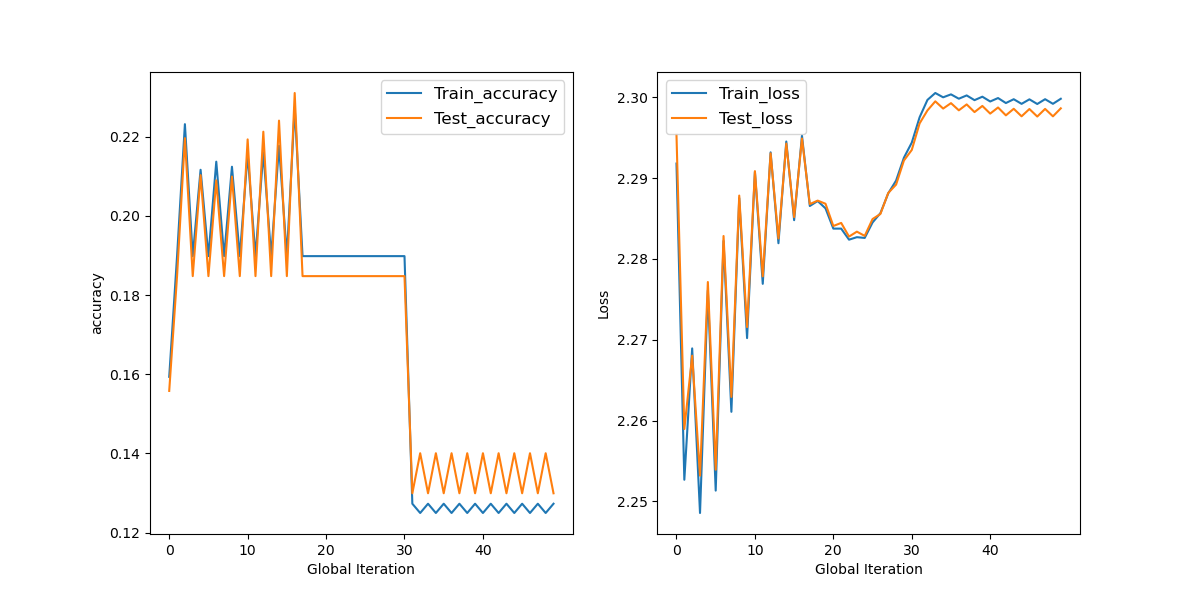 Train_accuracy
Test_accuracy
0.22
0.20
0.18
0.16
0.14
0.12
accuracy
0
10
20
30
40
Global Iteration
Train_loss
Test_loss
2.30
2.29
2.28
2.27
2.26
2.25
Loss
0
10
20
30
40
Global Iteration